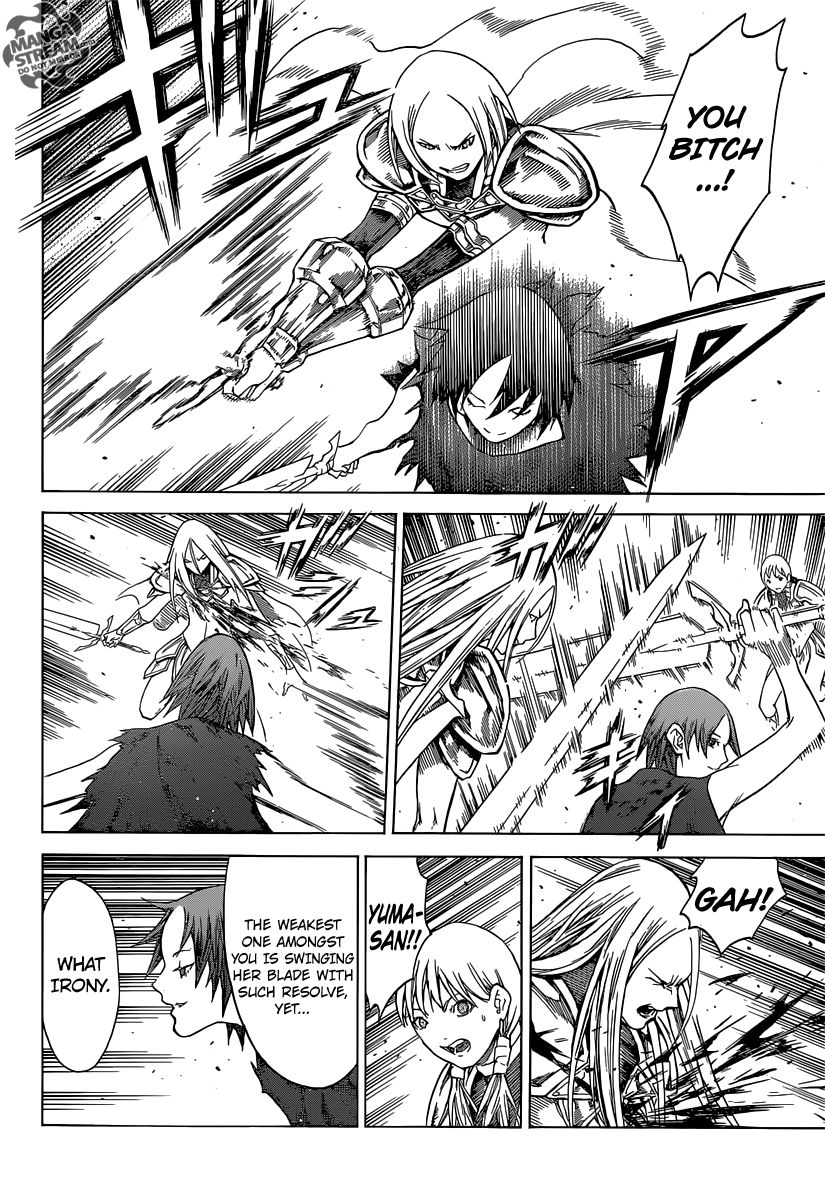 MANGA
STREAM
DO NOT MIRROR
YOU
BITCH
...!
GAH!
YUMA-
SAN!!
THE WEAKEST
ONE AMONGST
YOU IS SWINGING
HER BLADE WITH
SUCH RESOLVE,
YET...
WHAT
IRONY.